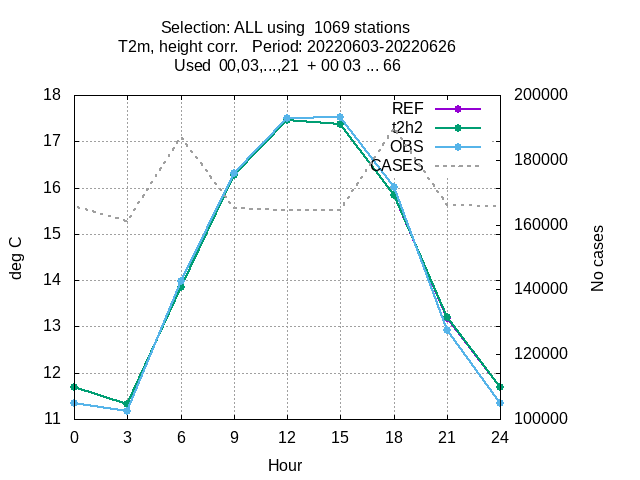 Selection: ALL using  1069 stations
T2m, height corr.   Period: 20220603-20220626
Used  00,03,...,21  + 00 03 ... 66
REF
t2h2
OBS
CASES
deg C
18
17
16
15
14
13
12
11
200000
180000
160000
140000
120000
100000
No cases
0 3 6 9 12 15 18 21 24
Hour